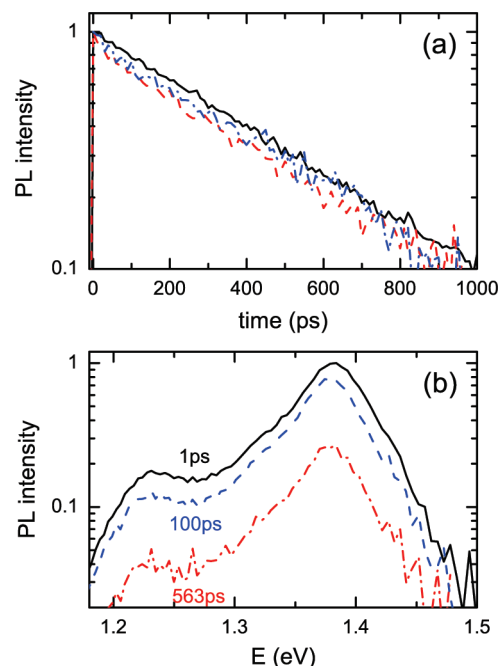 (a)
PL intensity
1
0.1
0 200 400 600 800 1000
time (ps)
(b)
PL intensity
1
0.1
1ps
100ps
563ps
1.2 1.3 1.4 1.5
E (eV)